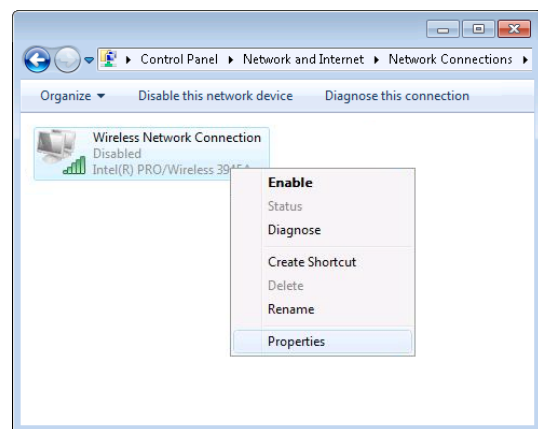 Control Panel ▸ Network and Internet ▸ Network Connections ▸
Organize ▾ Disable this network device Diagnose this connection
Wireless Network Connection
Disabled
Intel(R) PRO/Wireless 3945A
Enable
Status
Diagnose
Create Shortcut
Delete
Rename
Properties